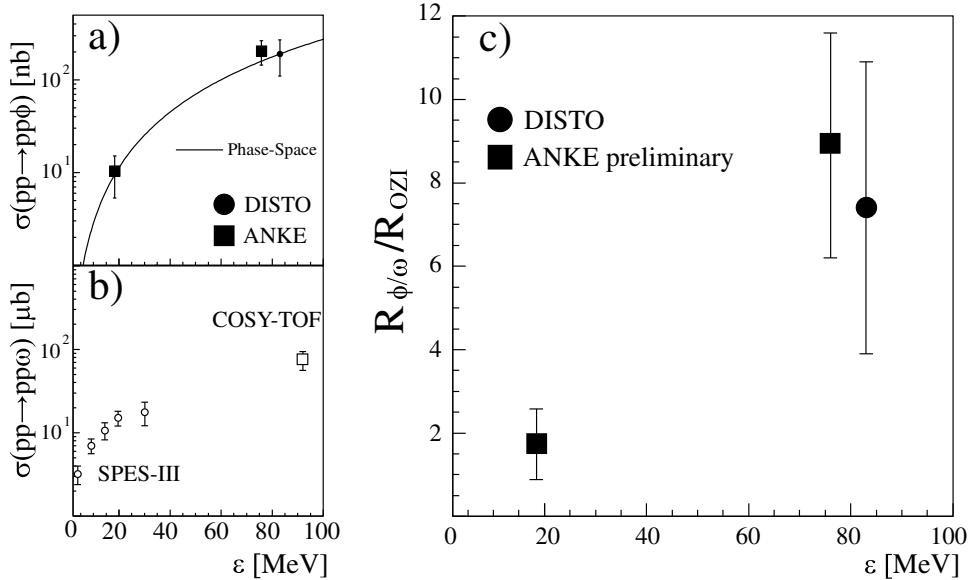 a)
σ(pp→ppϕ) [nb]
10²
10
Phase-Space
DISTO
ANKE
b)
σ(pp→ppω) [μb]
COSY-TOF
10²
10
1
SPES-III
0 20 40 60 80 100
ε [MeV]
c)
R ϕ/ω /R OZI
12
10
8
6
4
2
DISTO
ANKE preliminary
0 20 40 60 80 100
ε [MeV]